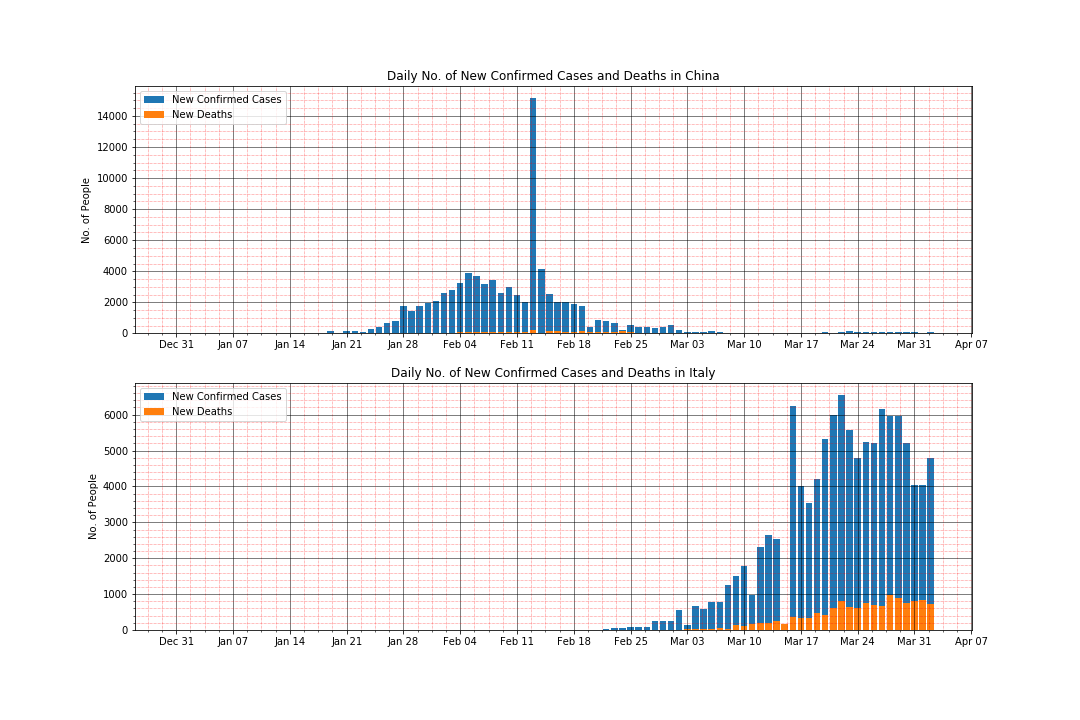 Daily No. of New Confirmed Cases and Deaths in China
New Confirmed Cases
New Deaths
14000
12000
10000
8000
6000
4000
2000
0
No. of People
Dec 31 Jan 07 Jan 14 Jan 21 Jan 28 Feb 04 Feb 11 Feb 18 Feb 25 Mar 03 Mar 10 Mar 17 Mar 24 Mar 31 Apr 07
Daily No. of New Confirmed Cases and Deaths in Italy
New Confirmed Cases
New Deaths
6000
5000
4000
3000
2000
1000
0
No. of People
Dec 31 Jan 07 Jan 14 Jan 21 Jan 28 Feb 04 Feb 11 Feb 18 Feb 25 Mar 03 Mar 10 Mar 17 Mar 24 Mar 31 Apr 07